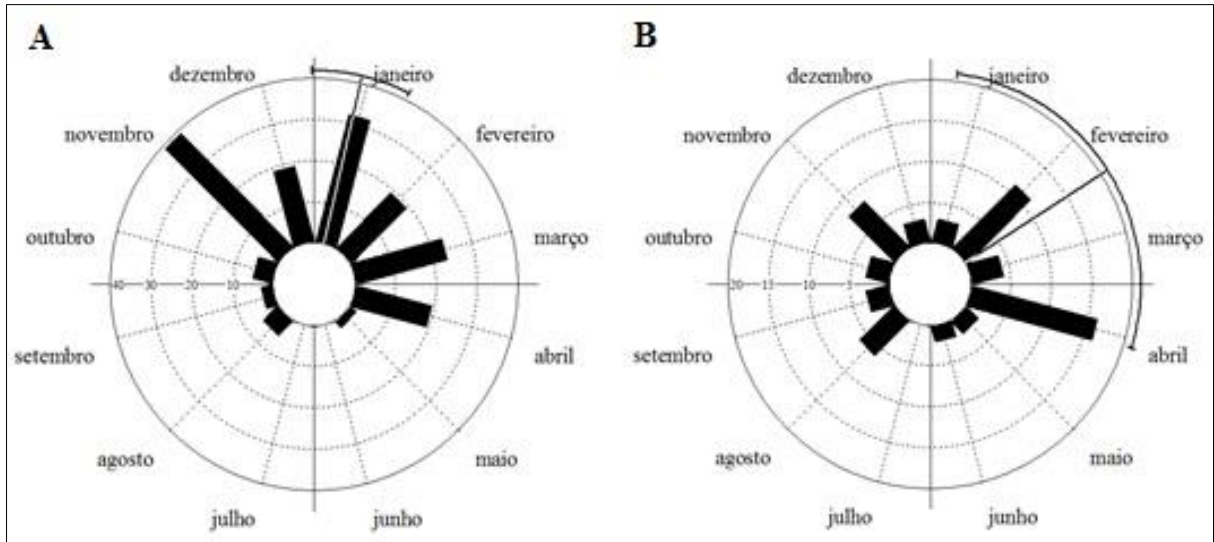 A
dezembro
janeiro
novembro
fevereiro
outubro
março
40 30 20 10
setembro
abril
agosto
maio
julho
junho
B
dezembro
janeiro
novembro
fevereiro
outubro
março
20 15 10 5
setembro
abril
agosto
maio
julho
junho